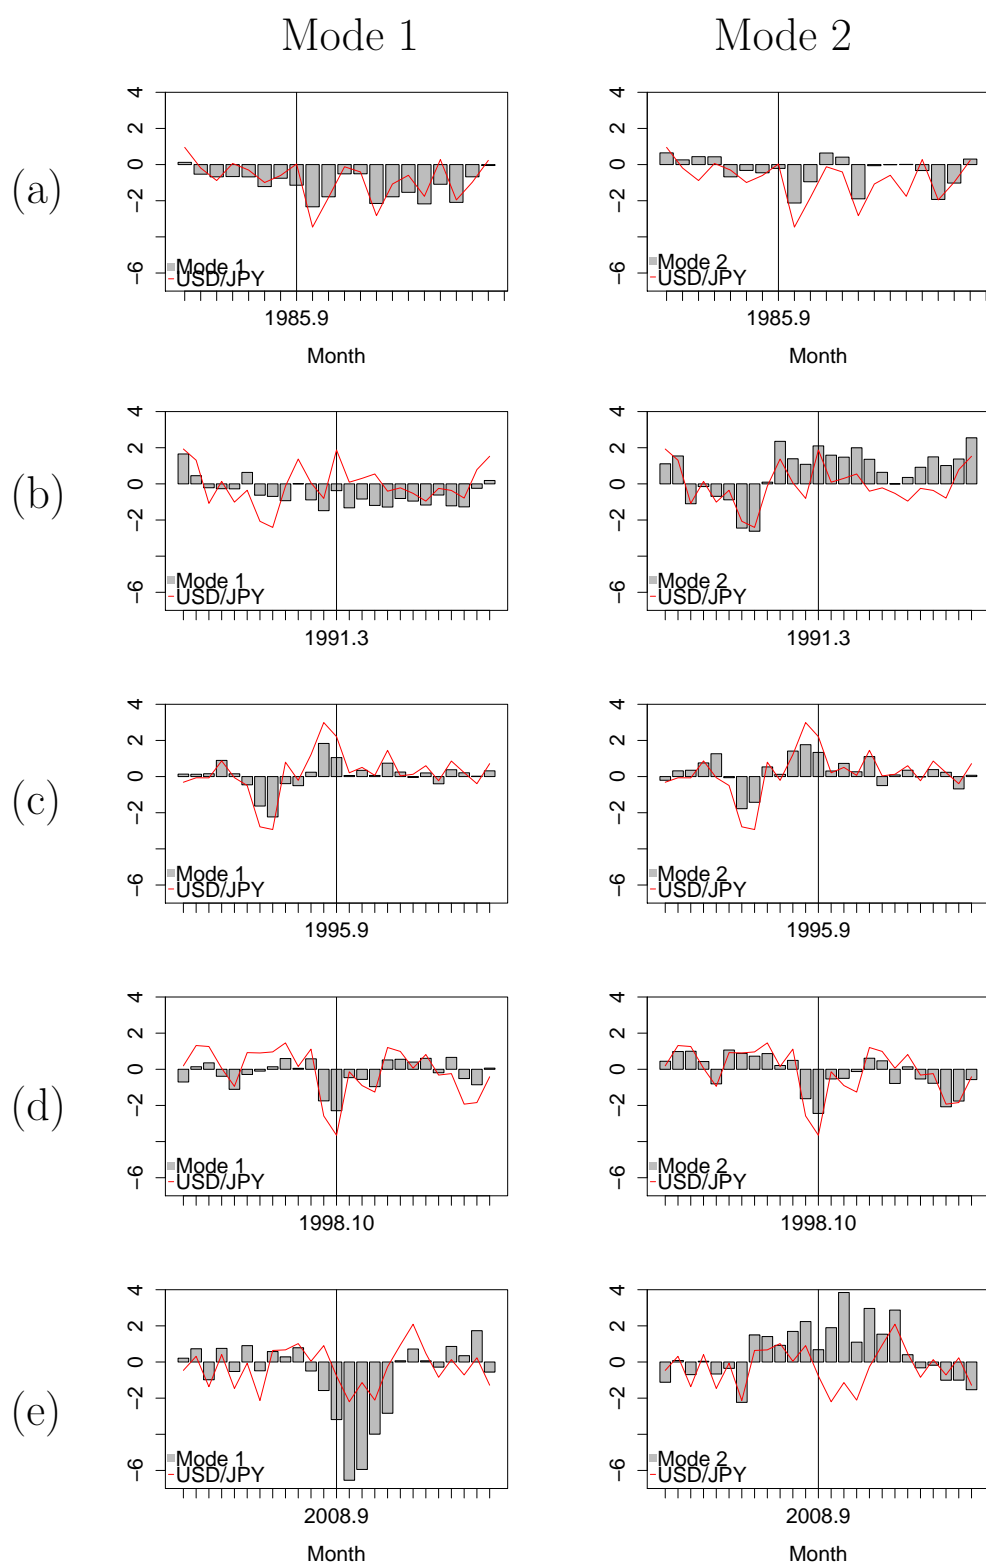 Mode 1 Mode 2
(a)
4 2 0 −2 −6
Mode 1
USD/JPY
1985.9
Month
4 2 0 −2 −6
Mode 2
USD/JPY
1985.9
Month
(b)
4 2 0 −2 −6
Mode 1
USD/JPY
1991.3
4 2 0 −2 −6
Mode 2
USD/JPY
1991.3
(c)
4 2 0 −2 −6
Mode 1
USD/JPY
1995.9
4 2 0 −2 −6
Mode 2
USD/JPY
1995.9
(d)
4 2 0 −2 −6
Mode 1
USD/JPY
1998.10
4 2 0 −2 −6
Mode 2
USD/JPY
1998.10
(e)
4 2 0 −2 −6
Mode 1
USD/JPY
2008.9
Month
4 2 0 −2 −6
Mode 2
USD/JPY
2008.9
Month